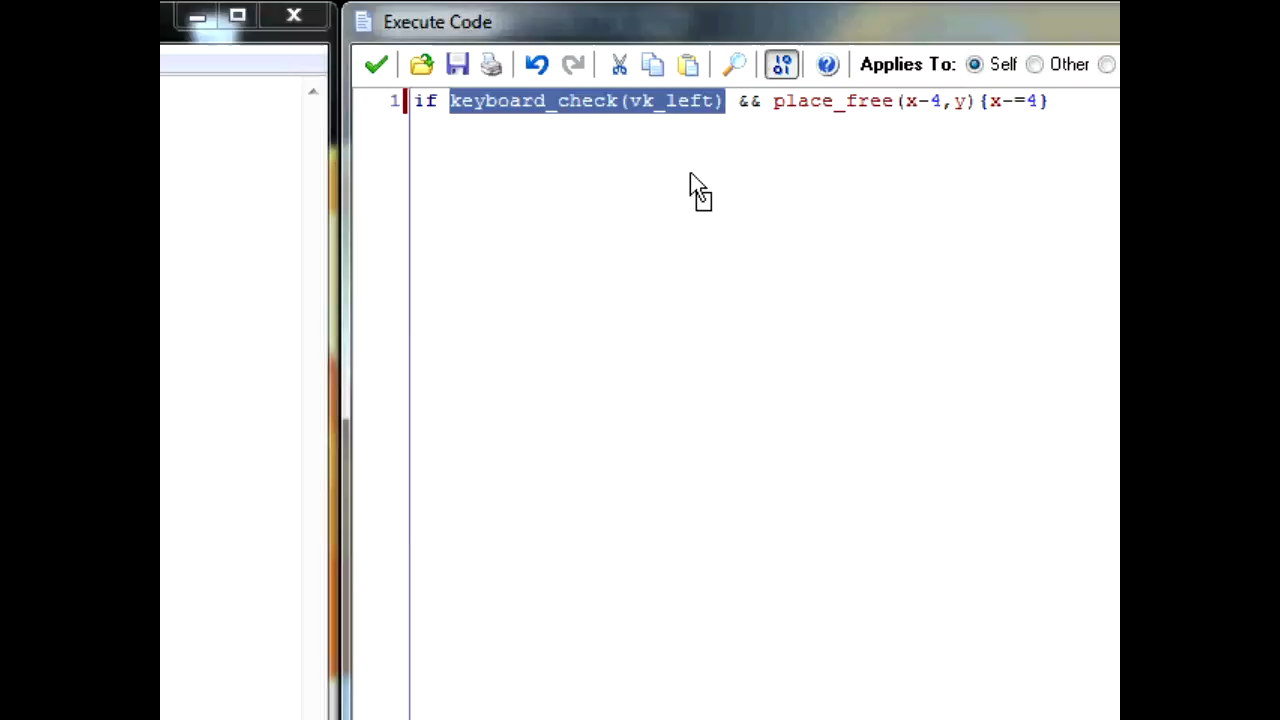 Execute Code
Applies To: Self Other
1 if keyboard_check(vk_left) && place_free(x-4,y){x-=4}